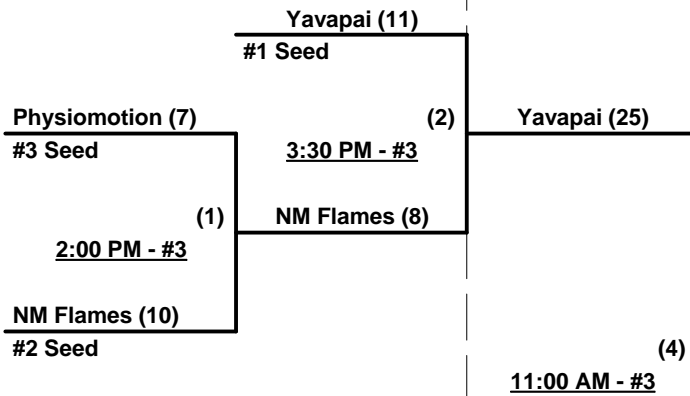 Yavapai (11)
#1 Seed
Physiomotion (7)
(2)
Yavapai (25)
#3 Seed
3:30 PM - #3
(1)
NM Flames (8)
2:00 PM - #3
NM Flames (10)
#2 Seed
(4)
11:00 AM - #3